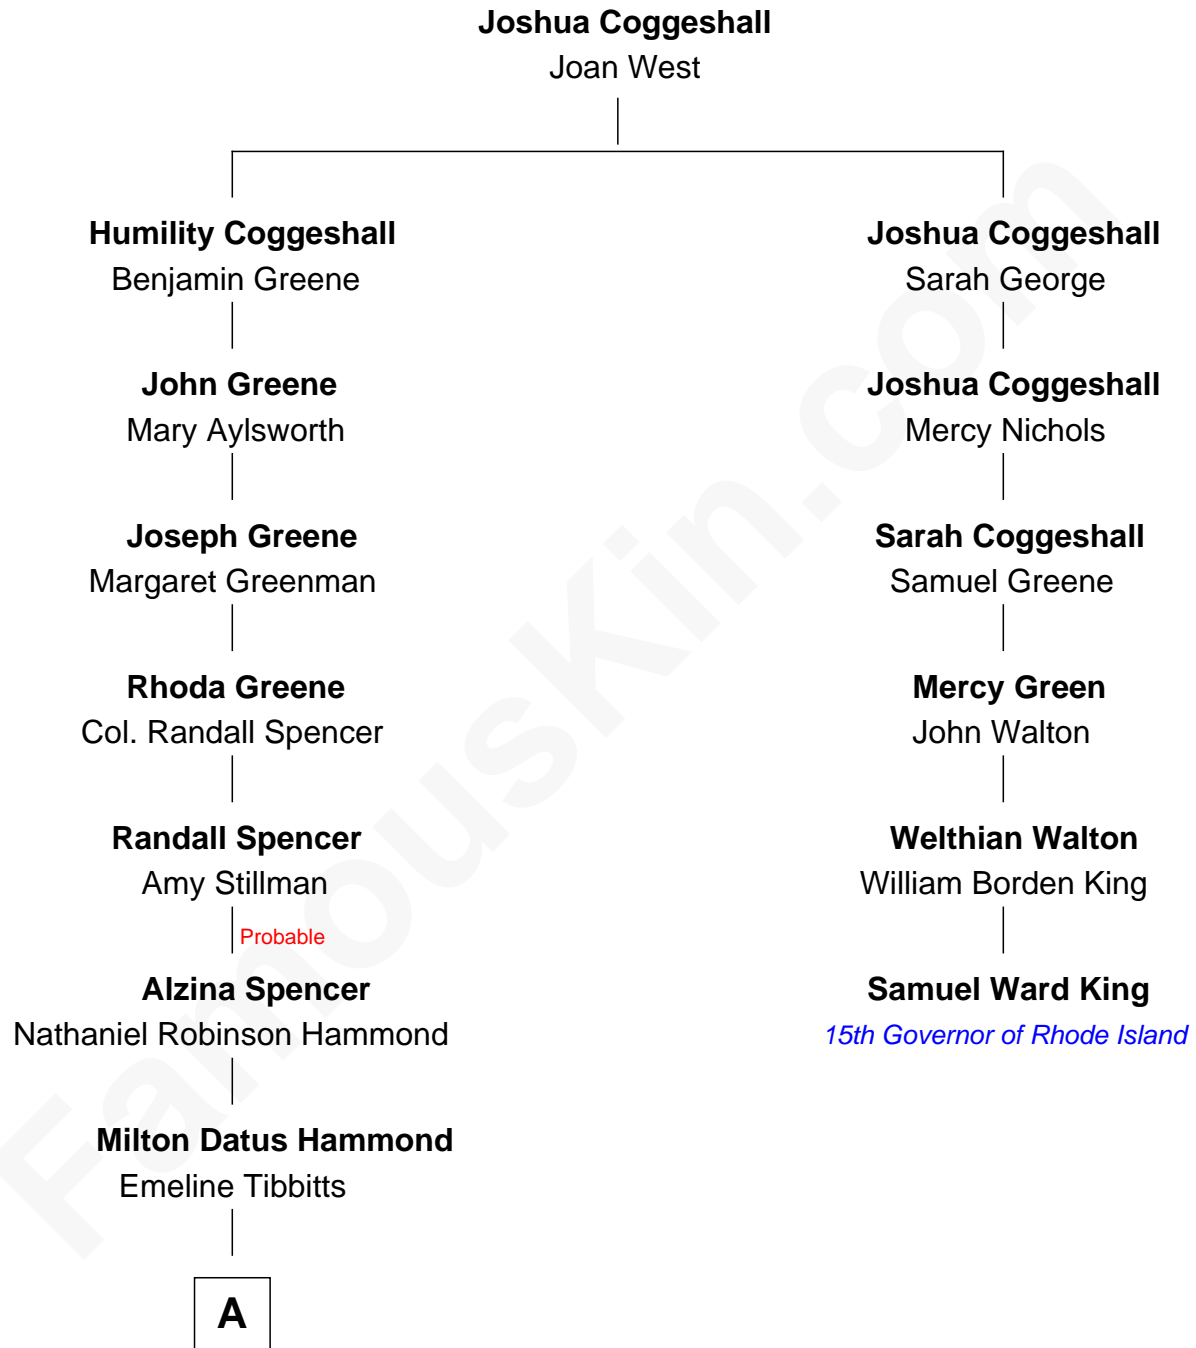 Joshua Coggeshall
Joan West
Humility Coggeshall
Benjamin Greene
Joshua Coggeshall
Sarah George
John Greene
Mary Aylsworth
Joshua Coggeshall
Mercy Nichols
Joseph Greene
Margaret Greenman
Sarah Coggeshall
Samuel Greene
Rhoda Greene
Col. Randall Spencer
Mercy Green
John Walton
Randall Spencer
Amy Stillman
Welthian Walton
William Borden King
Probable
Alzina Spencer
Nathaniel Robinson Hammond
Samuel Ward King
15th Governor of Rhode Island
Milton Datus Hammond
Emeline Tibbitts
A
FamousKin.com